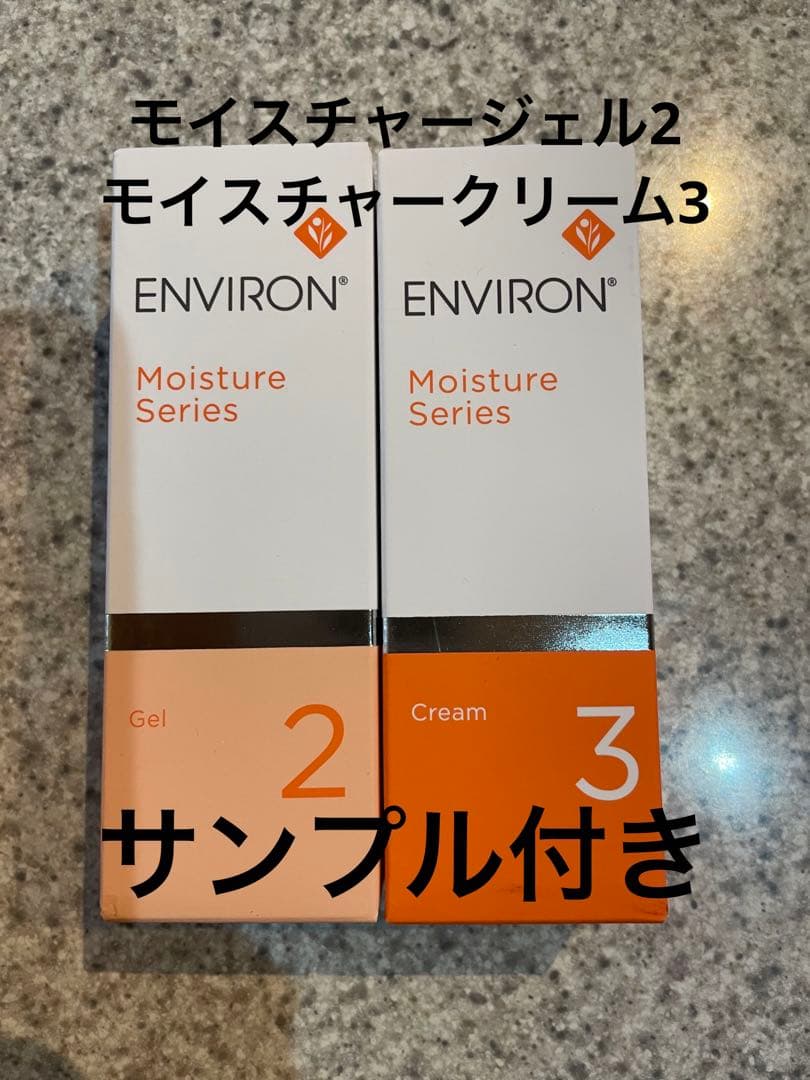 モイスチャージェル2
モイスチャークリーム3
ENVIRON®
Moisture
Series
Gel
2
ENVIRON®
Moisture
Series
Cream
3
サンプル付き